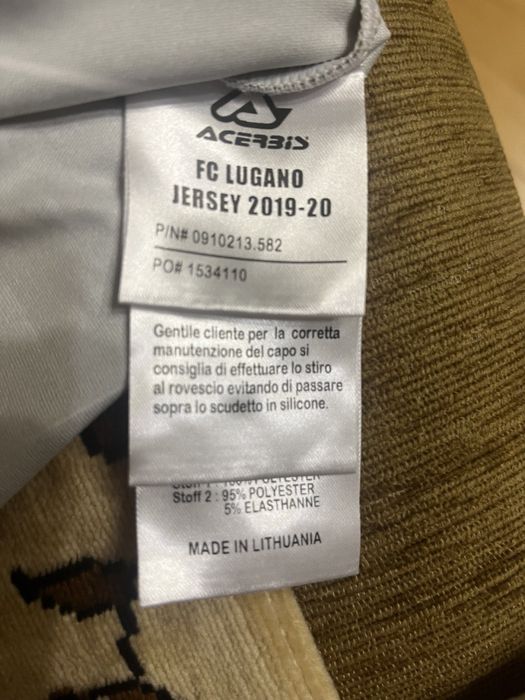 ACERBIS
FC LUGANO
JERSEY 2019-20
P/N# 0910213.582
PO# 1534110
Gentile cliente per la corretta
manutenzione del capo si
consiglia di effettuare lo stiro
al rovescio evitando di passare
sopra lo scudetto in silicone.
Stoff 2 : 95% POLYESTER
5% ELASTHANNE
MADE IN LITHUANIA